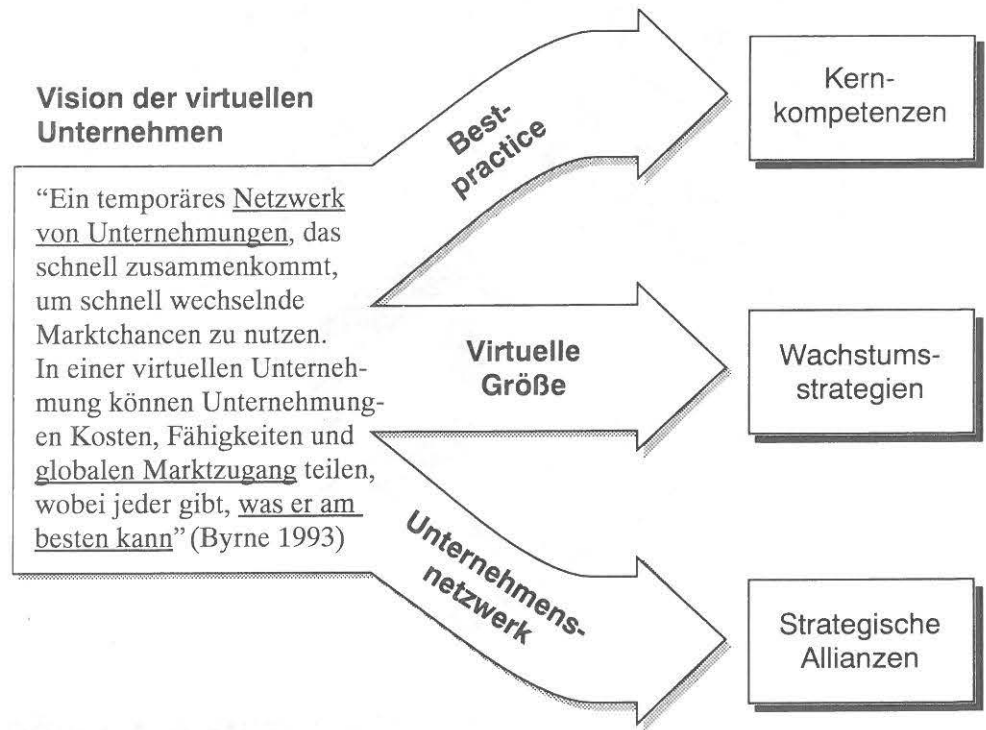 Vision der virtuellen
Unternehmen
“Ein temporäres Netzwerk
von Unternehmungen, das
schnell zusammenkommt,
um schnell wechselnde
Marktchancen zu nutzen.
In einer virtuellen Unterneh-
mung können Unternehmung-
en Kosten, Fähigkeiten und
globalen Marktzugang teilen,
wobei jeder gibt, was er am
besten kann” (Byrne 1993)
Best-
practice
Kern-
kompetenzen
Virtuelle
Größe
Wachstums-
strategien
Unternehmens-
netzwerk
Strategische
Allianzen